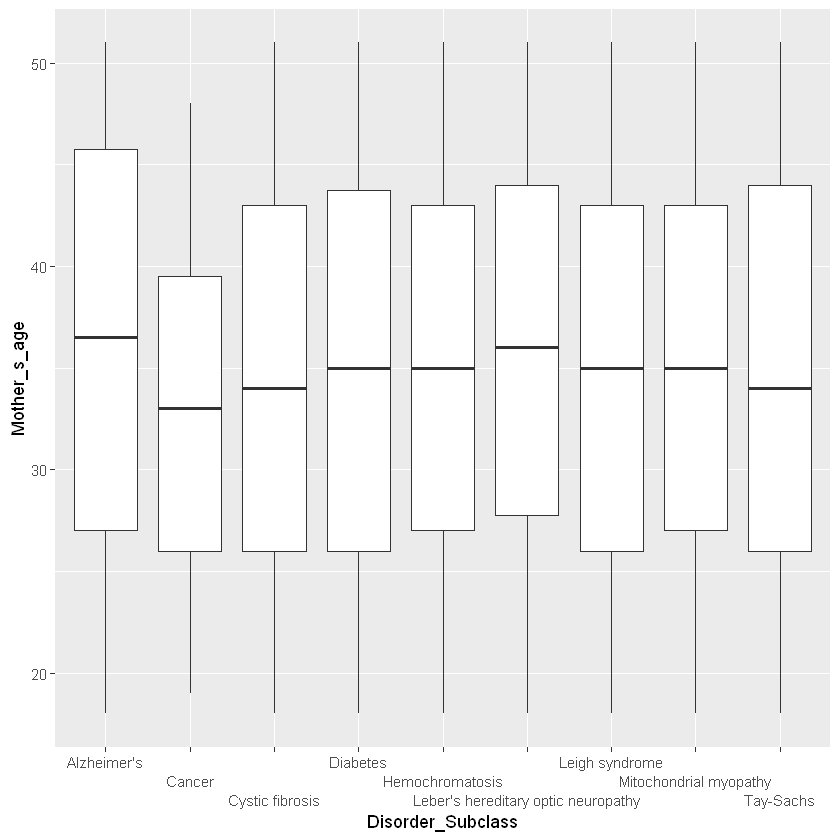 Mother_s_age
50
40
30
20
Alzheimer's
Diabetes
Leigh syndrome
Cancer
Hemochromatosis
Mitochondrial myopathy
Cystic fibrosis
Leber's hereditary optic neuropathy
Tay-Sachs
Disorder_Subclass